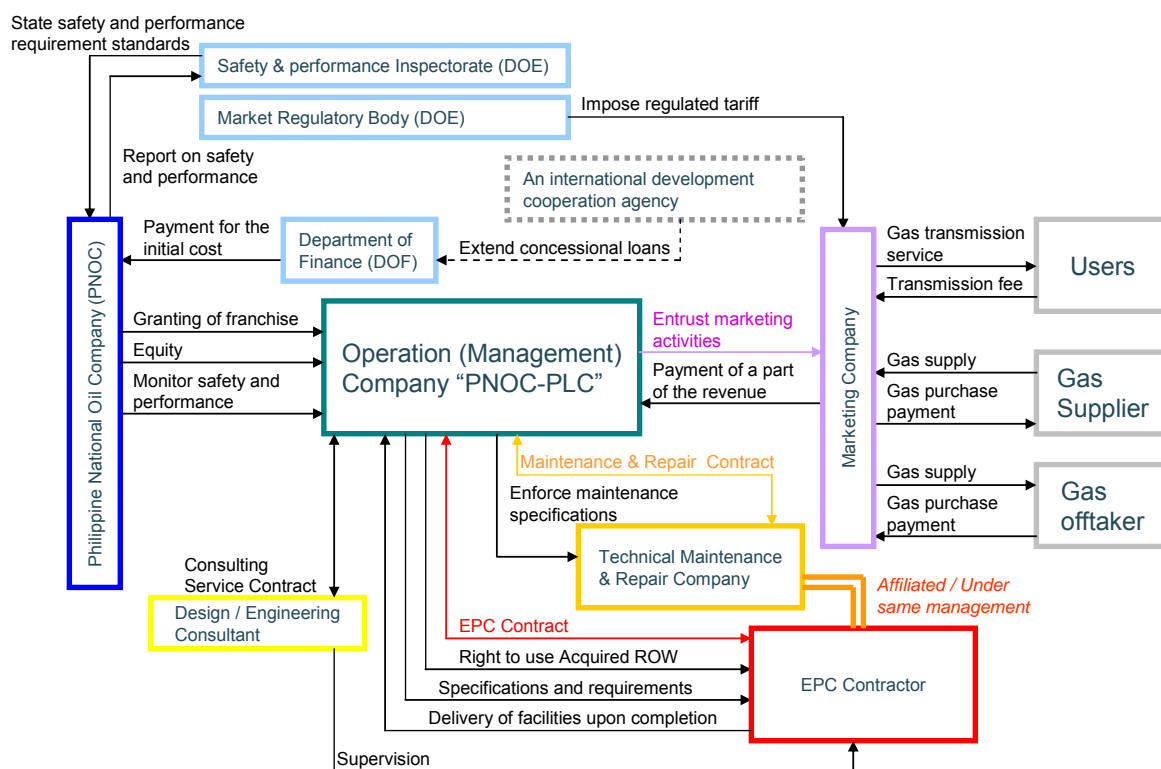 State safety and performance
requirement standards
Safety & performance Inspectorate (DOE)
Market Regulatory Body (DOE)
Impose regulated tariff
Report on safety
and performance
An international development
cooperation agency
Philippine National Oil Company (PNOC)
Payment for the
initial cost
Department of
Finance (DOF)
Extend concessional loans
Marketing Company
Gas transmission
service
Transmission fee
Users
Granting of franchise
Equity
Monitor safety and
performance
Operation (Management)
Company “PNOC-PLC”
Entrust marketing
activities
Payment of a part
of the revenue
Gas supply
Gas purchase
payment
Gas
Supplier
Maintenance & Repair Contract
Enforce maintenance
specifications
Gas supply
Gas purchase
payment
Gas
offtaker
Technical Maintenance
& Repair Company
Affiliated / Under
same management
Consulting
Service Contract
Design / Engineering
Consultant
EPC Contract
Right to use Acquired ROW
Specifications and requirements
Delivery of facilities upon completion
EPC Contractor
Supervision